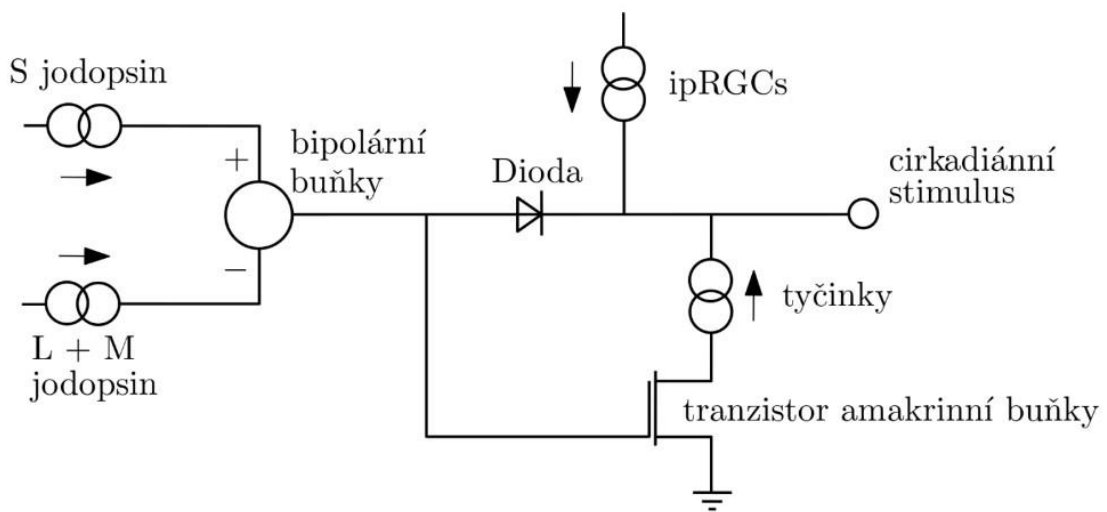 S jodopsin
+
bipolární
buňky
−
L + M
jodopsin
Dioda
ipRGCs
cirkadiánní
stimulus
tyčinky
tranzistor amakrinní buňky